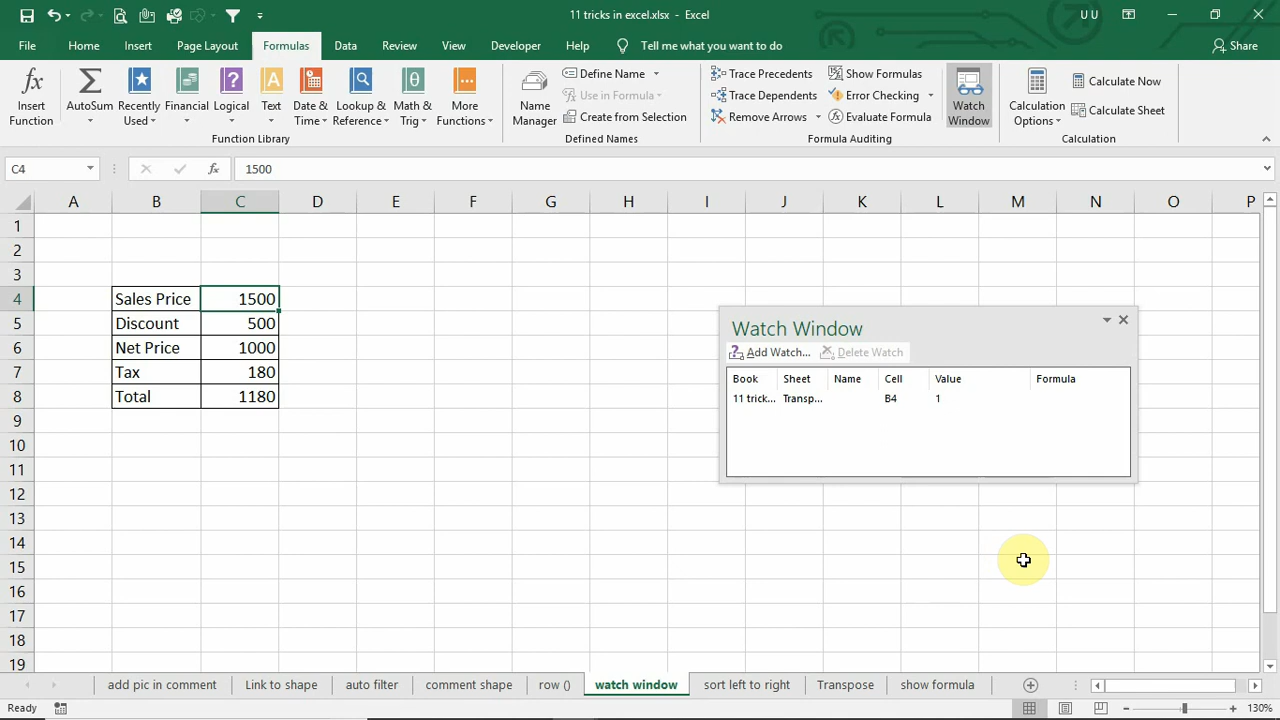 11 tricks in excel.xlsx - Excel
U U
File Home Insert Page Layout Formulas Data Review View Developer Help Tell me what you want to do Share
Insert Function
AutoSum
Recently Used
Financial
Logical
Text
Date & Time
Lookup & Reference
Math & Trig
More Functions
Function Library
Name Manager
Define Name
Use in Formula
Create from Selection
Defined Names
Trace Precedents
Trace Dependents
Remove Arrows
Show Formulas
Error Checking
Evaluate Formula
Watch Window
Formula Auditing
Calculation Options
Calculate Now
Calculate Sheet
Calculation
C4 fx 1500
A B C D E F G H I J K L M N O P
1
2
3
4 Sales Price 1500
5 Discount 500
6 Net Price 1000
7 Tax 180
8 Total 1180
9
10
11
12
13
14
15
16
17
18
19
Watch Window
Add Watch... Delete Watch
Book Sheet Name Cell Value Formula
11 trick... Transp... B4 1
add pic in comment Link to shape auto filter comment shape row () watch window sort left to right Transpose show formula
Ready 130%